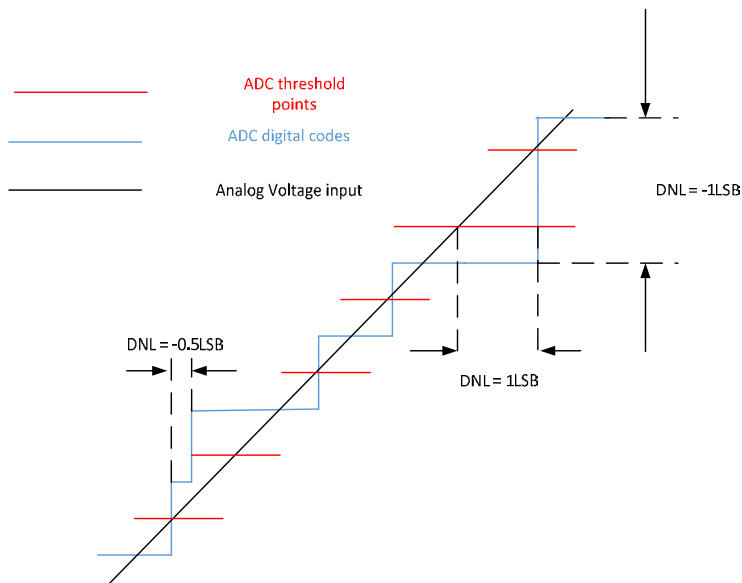 ADC threshold
points
ADC digital codes
Analog Voltage input
DNL = -1LSB
DNL = -0.5LSB
DNL = 1LSB